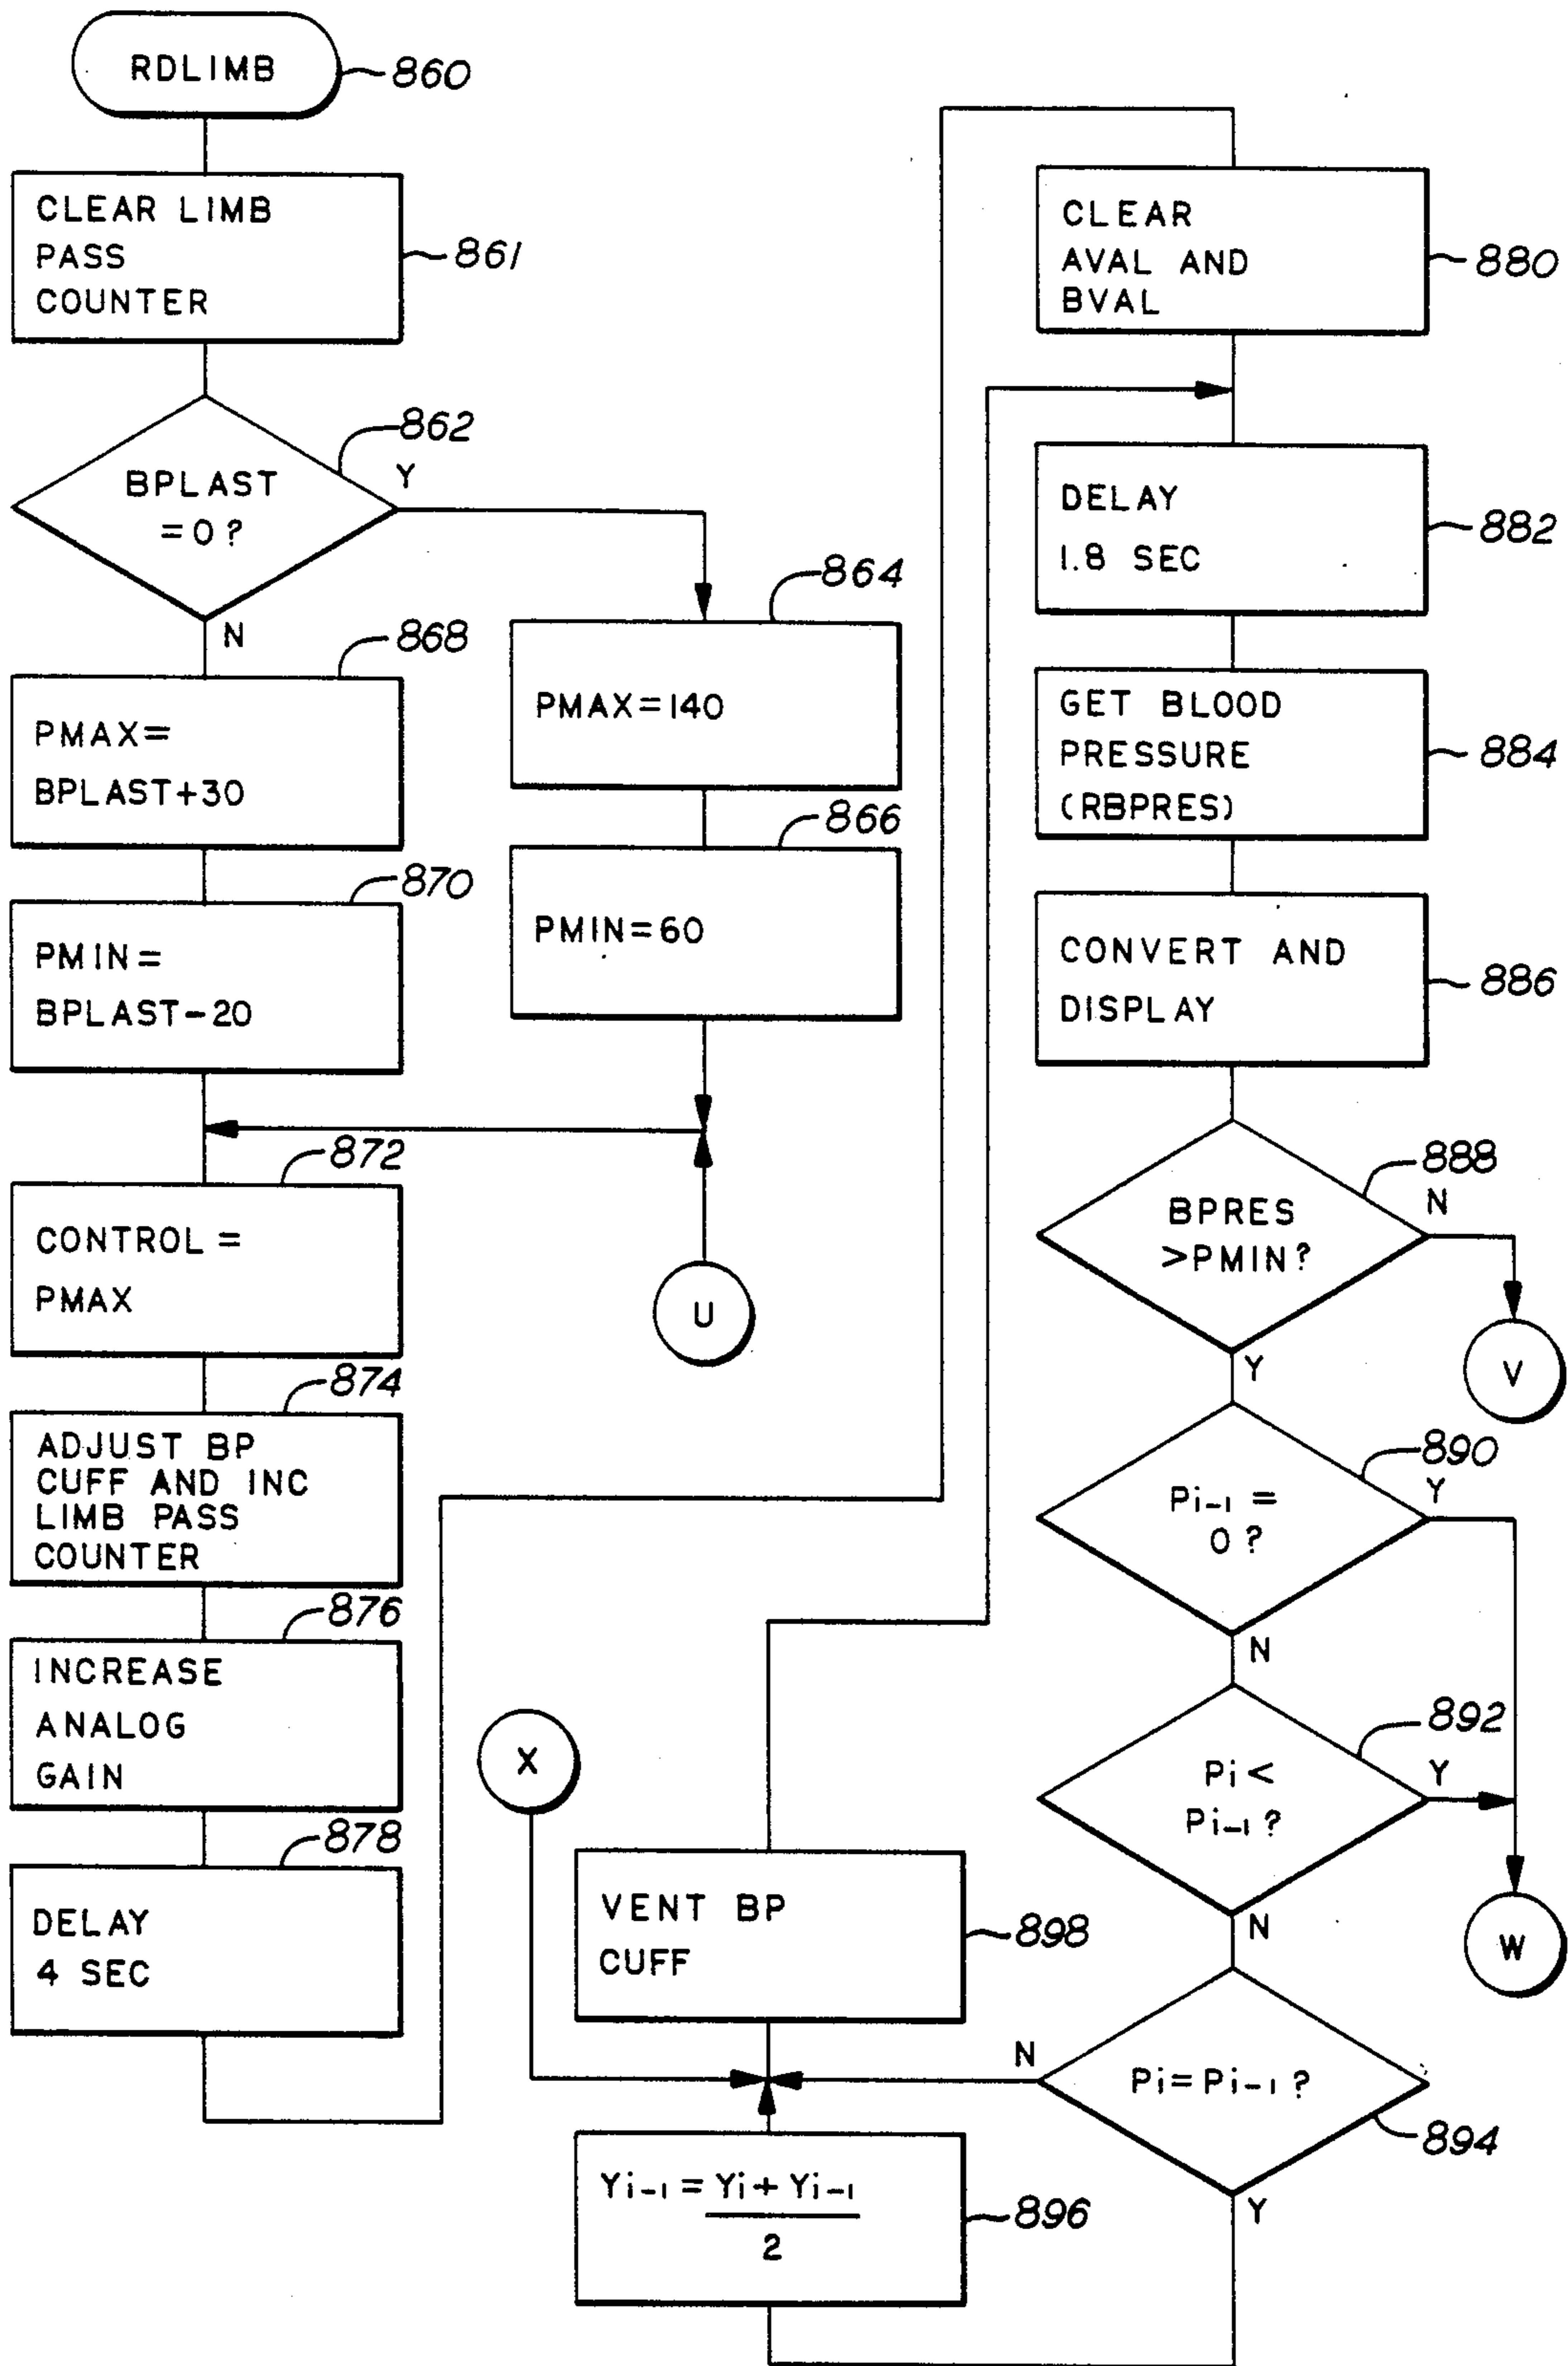 RDLIMB
860
CLEAR LIMB
PASS
COUNTER
861
862
BPLAST
=0?
Y
N
868
PMAX=
BPLAST+30
870
PMIN=
BPLAST-20
864
PMAX=140
866
PMIN=60
U
872
CONTROL=
PMAX
874
ADJUST BP
CUFF AND INC
LIMB PASS
COUNTER
876
INCREASE
ANALOG
GAIN
878
DELAY
4 SEC
CLEAR
AVAL AND
BVAL
880
DELAY
1.8 SEC
882
GET BLOOD
PRESSURE
(RBPRES)
884
CONVERT AND
DISPLAY
886
888
BPRES
>PMIN?
N
V
Y
890
Pi-1 =
0?
Y
N
892
Pi <
Pi-1?
Y
W
N
Pi=Pi-1?
N
894
Y
X
VENT BP
CUFF
898
Yi-1 = Yi + Yi-1
2
896